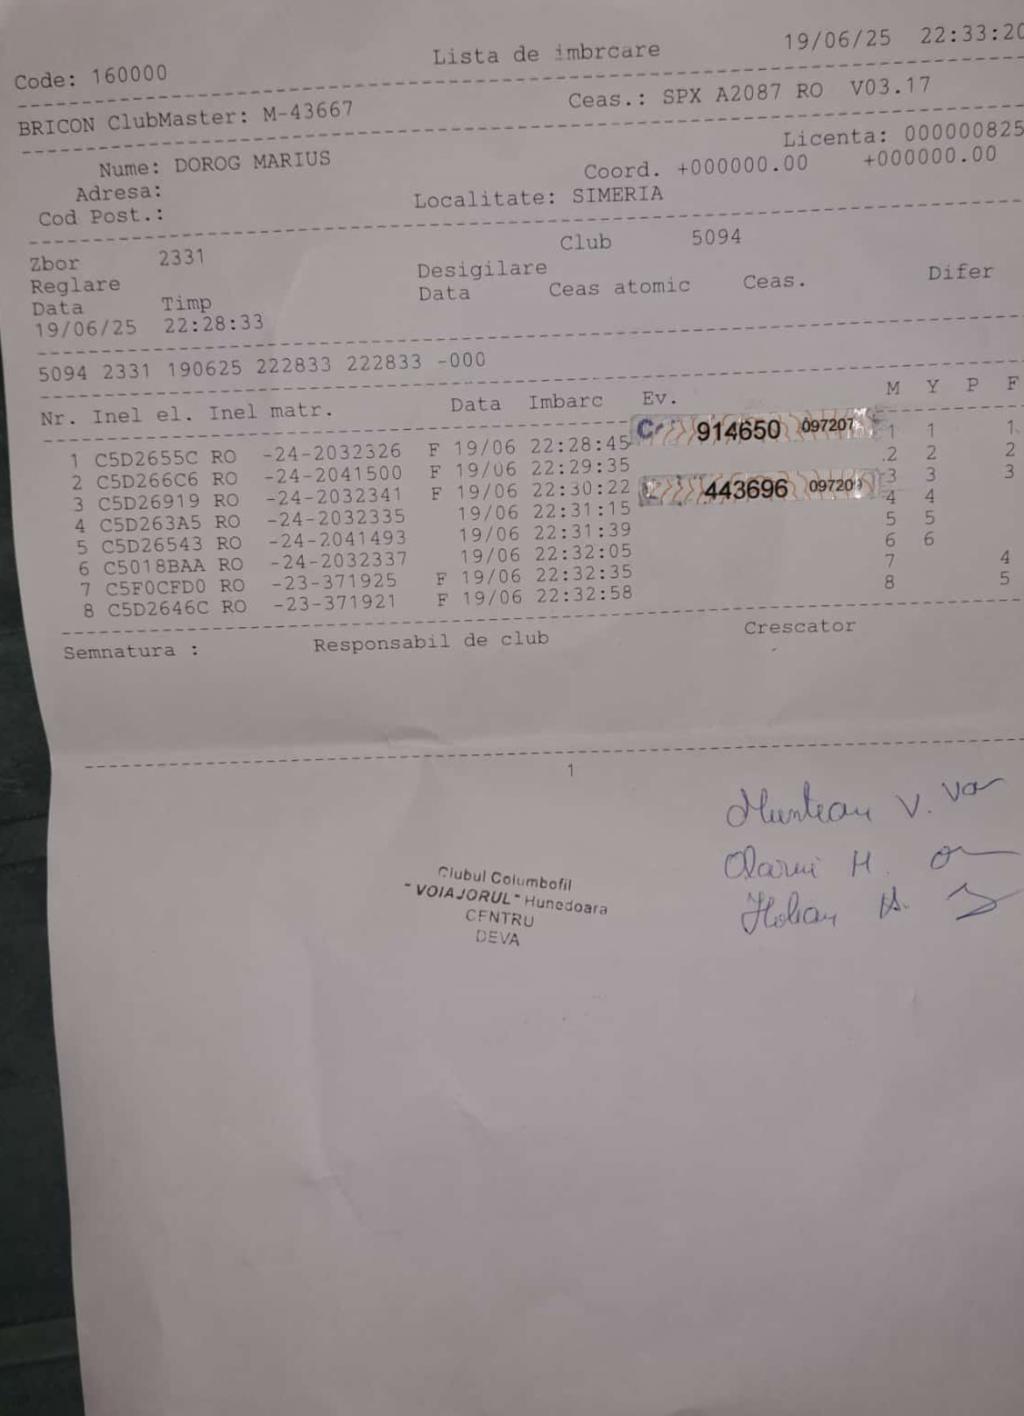 Lista de imbrcare 19/06/25 22:33:20
Code: 160000
BRICON ClubMaster: M-43667 Ceas.: SPX A2087 RO V03.17
Licenta: 000000825
Nume: DOROG MARIUS Coord. +000000.00 +000000.00
Adresa:
Cod Post.: Localitate: SIMERIA
Zbor 2331 Club 5094
Reglare Desigilare
Data Timp Data Ceas atomic Ceas. Difer
19/06/25 22:28:33
5094 2331 190625 222833 222833 -000
Nr. Inel el. Inel matr. Data Imbarc Ev. M Y P F
1 C5D2655C RO -24-2032326 F 19/06 22:28:45 914650 097207 1 1 1
2 C5D266C6 RO -24-2041500 F 19/06 22:29:35 2 2 2
3 C5D26919 RO -24-2032341 F 19/06 22:30:22 443696 097209 3 3 3
4 C5D263A5 RO -24-2032335 19/06 22:31:15 4 4
5 C5D26543 RO -24-2041493 19/06 22:31:39 5 5
6 C5018BAA RO -24-2032337 19/06 22:32:05 6 6
7 C5F0CFD0 RO -23-371925 F 19/06 22:32:35 7 4
8 C5D2646C RO -23-371921 F 19/06 22:32:58 8 5
Semnatura : Responsabil de club Crescator
1
Muntean V.
H.
Clubul Columbofil
"VOIAJORUL" Hunedoara
CENTRU
DEVA